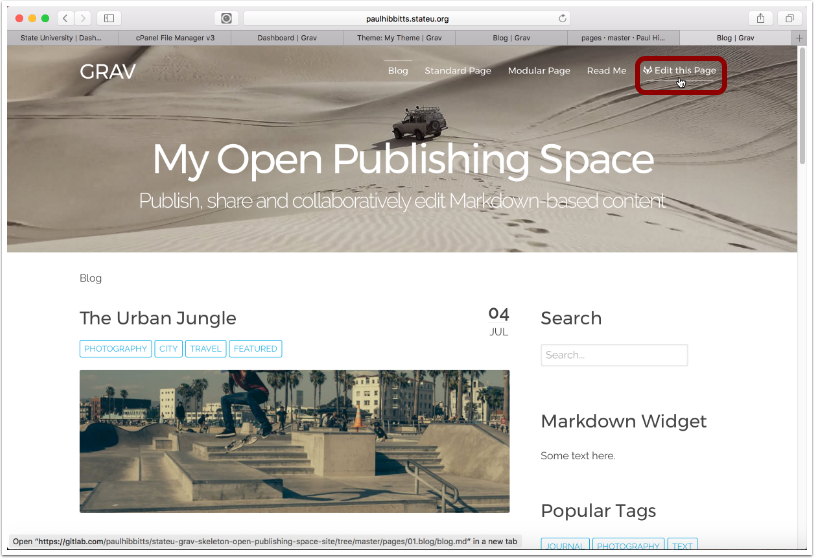 paulhibbitts.stateu.org
State University | Dash... cPanel File Manager v3 Dashboard | Grav Theme: My Theme | Grav Blog | Grav pages · master · Paul Hi... Blog | Grav
GRAV Blog Standard Page Modular Page Read Me Edit this Page
My Open Publishing Space
Publish, share and collaboratively edit Markdown-based content
Blog
The Urban Jungle 04
JUL
PHOTOGRAPHY CITY TRAVEL FEATURED
Search
Search...
Markdown Widget
Some text here.
Popular Tags
JOURNAL PHOTOGRAPHY TEXT
Open "https://gitlab.com/paulhibbitts/stateu-grav-skeleton-open-publishing-space-site/tree/master/pages/01.blog/blog.md" in a new tab